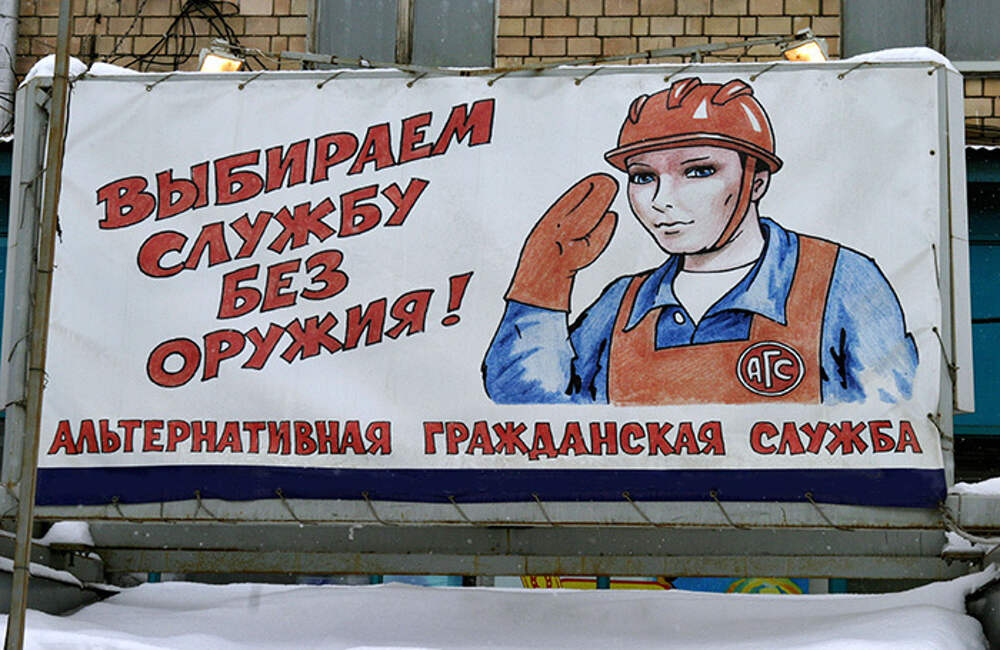 ВЫБИРАЕМ
СЛУЖБУ
БЕЗ
ОРУЖИЯ!
АГС
АЛЬТЕРНАТИВНАЯ ГРАЖДАНСКАЯ СЛУЖБА